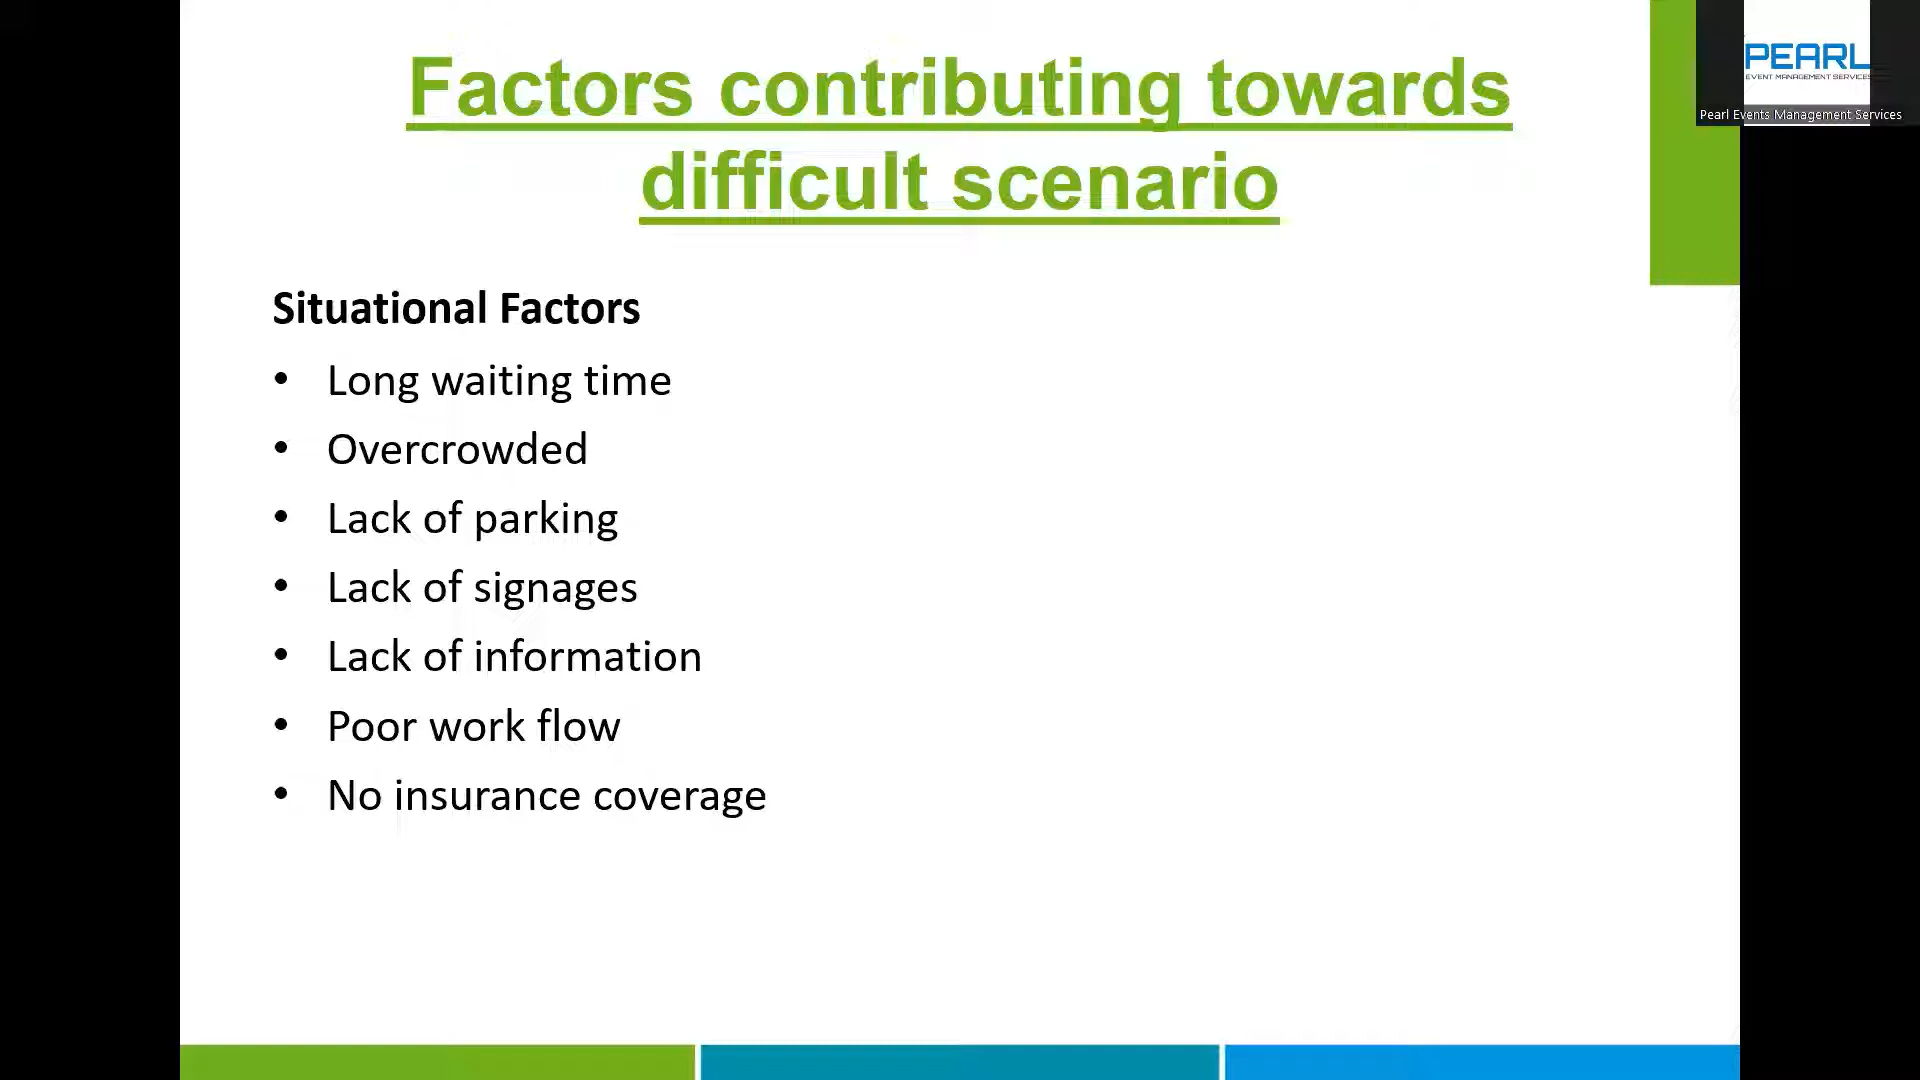 Factors contributing towards
difficult scenario
PEARL
EVENT MANAGEMENT SERVICES
Pearl Events Management Services
Situational Factors
• Long waiting time
• Overcrowded
• Lack of parking
• Lack of signages
• Lack of information
• Poor work flow
• No insurance coverage